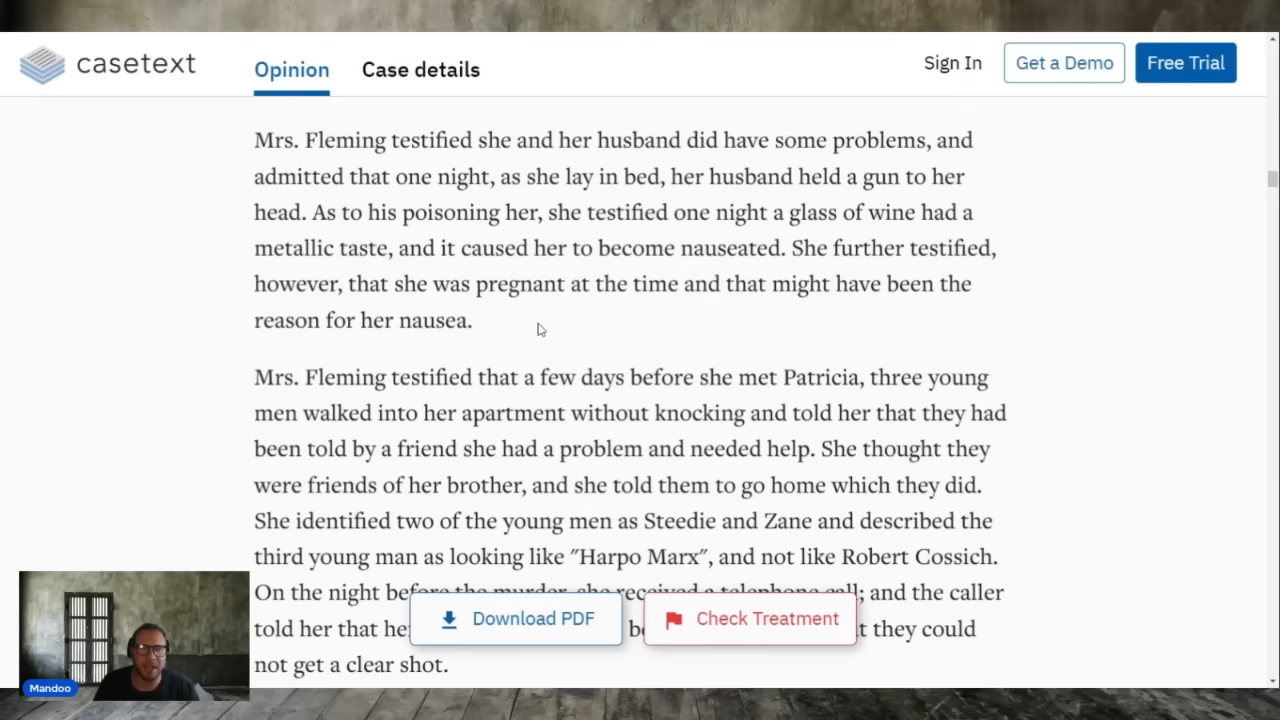 casetext
Opinion
Case details
Sign In
Get a Demo
Free Trial
Mrs. Fleming testified she and her husband did have some problems, and
admitted that one night, as she lay in bed, her husband held a gun to her
head. As to his poisoning her, she testified one night a glass of wine had a
metallic taste, and it caused her to become nauseated. She further testified,
however, that she was pregnant at the time and that might have been the
reason for her nausea.
Mrs. Fleming testified that a few days before she met Patricia, three young
men walked into her apartment without knocking and told her that they had
been told by a friend she had a problem and needed help. She thought they
were friends of her brother, and she told them to go home which they did.
She identified two of the young men as Steedie and Zane and described the
third young man as looking like "Harpo Marx", and not like Robert Cossich.
On the night before the murder, she received a telephone call; and the caller
told her that they could
not get a clear shot.
Download PDF
Check Treatment
Mandoo